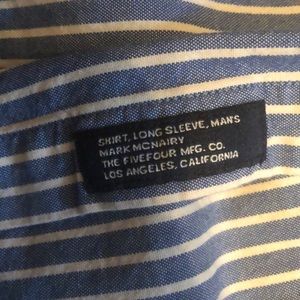 SHIRT, LONG SLEEVE, MAN'S
MARK MCNAIRY
THE FIVEFOUR MFG. CO.
LOS ANGELES, CALIFORNIA